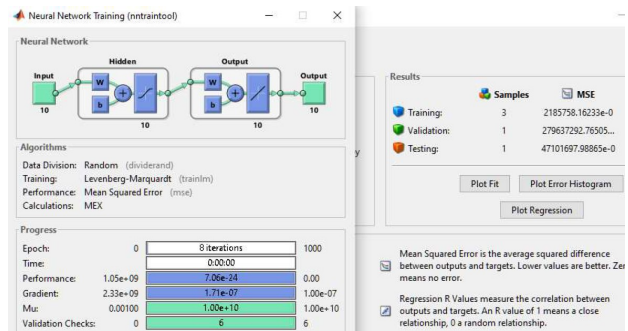 Neural Network Training (nntraintool)
Neural Network
Hidden
Output
Input
Output
W
b
+
W
b
+
10
10
10
10
Algorithms
Data Division: Random (dividerand)
Training: Levenberg-Marquardt (trainlm)
Performance: Mean Squared Error (mse)
Calculations: MEX
Progress
Epoch: 0 8 iterations 1000
Time: 0:00:00
Performance: 1.05e+09 7.06e-24 0.00
Gradient: 2.33e+09 1.71e-07 1.00e-07
Mu: 0.00100 1.00e+10 1.00e+10
Validation Checks: 0 6 6
y
Results
Samples MSE
Training: 3 2185758.16233e-0
Validation: 1 279637292.76505...
Testing: 1 47101697.98865e-0
Plot Fit Plot Error Histogram
Plot Regression
Mean Squared Error is the average squared difference
between outputs and targets. Lower values are better. Zer
means no error.
Regression R Values measure the correlation between
outputs and targets. An R value of 1 means a close
relationship, 0 a random relationship.